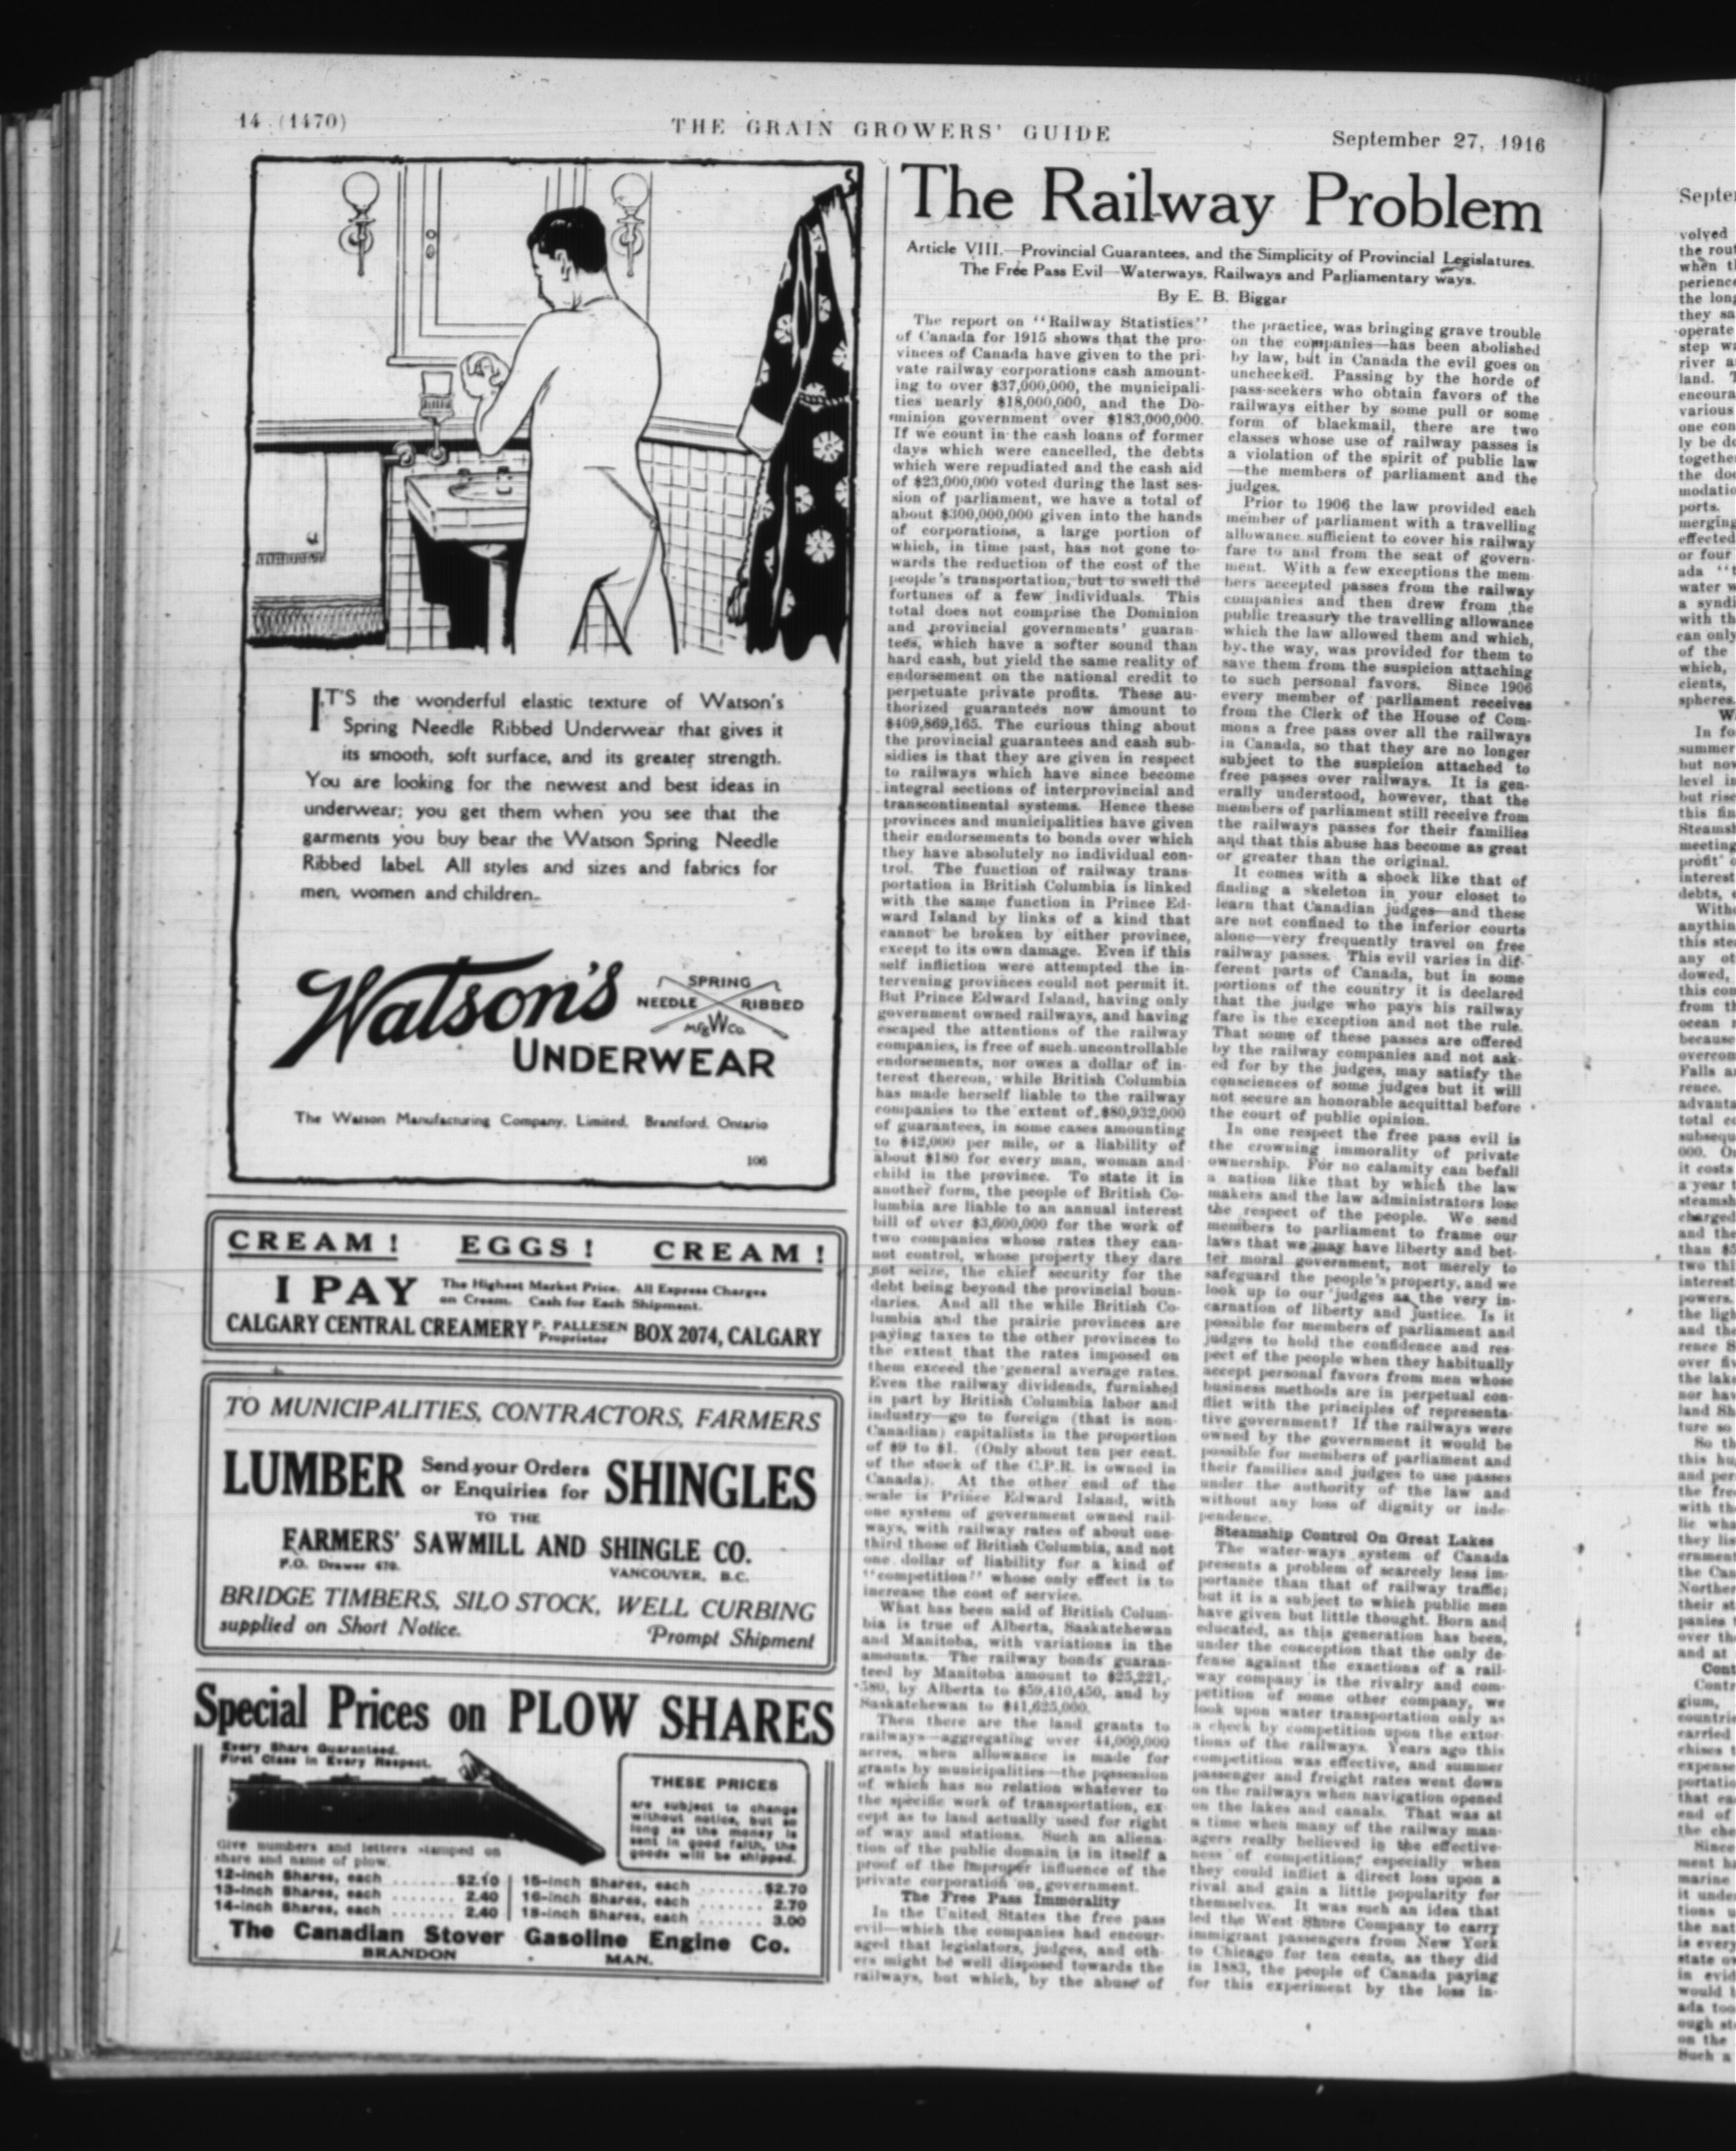 14 (1470)
THE GRAIN GROWERS' GUIDE
September 27, 1916
IT'S the wonderful elastic texture of Watson's
Spring Needle Ribbed Underwear that gives it
its smooth, soft surface, and its greater strength.
You are looking for the newest and best ideas in
underwear; you get them when you see that the
garments you buy bear the Watson Spring Needle
Ribbed label. All styles and sizes and fabrics for
men, women and children.
Watson's
SPRING
NEEDLE RIBBED
MFG Co.
UNDERWEAR
The Watson Manufacturing Company, Limited, Brantford, Ontario
106
CREAM! EGGS! CREAM!
I PAY
The Highest Market Price. All Express Charges
on Cream. Cash for Each Shipment.
CALGARY CENTRAL CREAMERY P. PALLESEN Proprietor BOX 2074, CALGARY
TO MUNICIPALITIES, CONTRACTORS, FARMERS
LUMBER Send your Orders or Enquiries for SHINGLES
TO THE
FARMERS' SAWMILL AND SHINGLE CO.
P.O. Drawer 670. VANCOUVER, B.C.
BRIDGE TIMBERS, SILO STOCK, WELL CURBING
supplied on Short Notice. Prompt Shipment
Special Prices on PLOW SHARES
Every Share Guaranteed.
First Class in Every Respect.
THESE PRICES
are subject to change
without notice, but so
long as the money is
sent in good faith, the
goods will be shipped.
Give numbers and letters stamped on
share and name of plow.
12-inch Shares, each ........ $2.10
13-inch Shares, each ........ 2.40
14-inch Shares, each ........ 2.40
15-inch Shares, each ........ $2.70
16-inch Shares, each ........ 2.70
18-inch Shares, each ........ 3.00
The Canadian Stover Gasoline Engine Co.
BRANDON MAN.
The Railway Problem
Article VIII.—Provincial Guarantees, and the Simplicity of Provincial Legislatures.
The Free Pass Evil—Waterways, Railways and Parliamentary ways.
By E. B. Biggar
The report on "Railway Statistics"
of Canada for 1915 shows that the pro-
vinces of Canada have given to the pri-
vate railway corporations cash amount-
ing to over $37,000,000, the municipali-
ties nearly $18,000,000, and the Do-
minion government over $183,000,000.
If we count in the cash loans of former
days which were cancelled, the debts
which were repudiated and the cash aid
of $23,000,000 voted during the last ses-
sion of parliament, we have a total of
about $300,000,000 given into the hands
of corporations, a large portion of
which, in time past, has not gone to-
wards the reduction of the cost of the
people's transportation, but to swell the
fortunes of a few individuals. This
total does not comprise the Dominion
and provincial governments' guaran-
tees, which have a softer sound than
hard cash, but yield the same reality of
endorsement on the national credit to
perpetuate private profits. These au-
thorized guarantees now amount to
$409,869,165. The curious thing about
the provincial guarantees and cash sub-
sidies is that they are given in respect
to railways which have since become
integral sections of interprovincial and
transcontinental systems. Hence these
provinces and municipalities have given
their endorsements to bonds over which
they have absolutely no individual con-
trol. The function of railway trans-
portation in British Columbia is linked
with the same function in Prince Ed-
ward Island by links of a kind that
cannot be broken by either province,
except to its own damage. Even if this
self infliction were attempted the in-
tervening provinces could not permit it.
But Prince Edward Island, having only
government owned railways, and having
escaped the attentions of the railway
companies, is free of such uncontrollable
endorsements, nor owes a dollar of in-
terest thereon, while British Columbia
has made herself liable to the railway
companies to the extent of $80,932,000
of guarantees, in some cases amounting
to $42,000 per mile, or a liability of
about $180 for every man, woman and
child in the province. To state it in
another form, the people of British Co-
lumbia are liable to an annual interest
bill of over $3,600,000 for the work of
two companies whose rates they can-
not control, whose property they dare
not seize, the chief security for the
debt being beyond the provincial boun-
daries. And all the while British Co-
lumbia and the prairie provinces are
paying taxes to the other provinces to
the extent that the rates imposed on
them exceed the general average rates.
Even the railway dividends, furnished
in part by British Columbia labor and
industry—go to foreign (that is non-
Canadian) capitalists in the proportion
of $9 to $1. (Only about ten per cent.
of the stock of the C.P.R. is owned in
Canada). At the other end of the
scale is Prince Edward Island, with
one system of government owned rail-
ways, with railway rates of about one-
third those of British Columbia, and not
one dollar of liability for a kind of
"competition" whose only effect is to
increase the cost of service.
What has been said of British Colum-
bia is true of Alberta, Saskatchewan
and Manitoba, with variations in the
amounts. The railway bonds guaran-
teed by Manitoba amount to $25,221,-
580, by Alberta to $59,410,450, and by
Saskatchewan to $41,625,000.
Then there are the land grants to
railways—aggregating over 44,000,000
acres, when allowance is made for
grants by municipalities—the possession
of which has no relation whatever to
the specific work of transportation, ex-
cept as to land actually used for right
of way and stations. Such an aliena-
tion of the public domain is in itself a
proof of the improper influence of the
private corporation on government.
The Free Pass Immorality
In the United States the free pass
evil—which the companies had encour-
aged that legislators, judges, and oth-
ers might be well disposed towards the
railways, but which, by the abuse of
the practice, was bringing grave trouble
on the companies—has been abolished
by law, but in Canada the evil goes on
unchecked. Passing by the horde of
pass-seekers who obtain favors of the
railways either by some pull or some
form of blackmail, there are two
classes whose use of railway passes is
a violation of the spirit of public law
—the members of parliament and the
judges.
Prior to 1906 the law provided each
member of parliament with a travelling
allowance sufficient to cover his railway
fare to and from the seat of govern-
ment. With a few exceptions the mem-
bers accepted passes from the railway
companies and then drew from the
public treasury the travelling allowance
which the law allowed them and which,
by the way, was provided for them to
save them from the suspicion attaching
to such personal favors. Since 1906
every member of parliament receives
from the Clerk of the House of Com-
mons a free pass over all the railways
in Canada, so that they are no longer
subject to the suspicion attached to
free passes over railways. It is gen-
erally understood, however, that the
members of parliament still receive from
the railways passes for their families
and that this abuse has become as great
or greater than the original.
It comes with a shock like that of
finding a skeleton in your closet to
learn that Canadian judges—and these
are not confined to the inferior courts
alone—very frequently travel on free
railway passes. This evil varies in dif-
ferent parts of Canada, but in some
portions of the country it is declared
that the judge who pays his railway
fare is the exception and not the rule.
That some of these passes are offered
by the railway companies and not ask-
ed for by the judges, may satisfy the
consciences of some judges but it will
not secure an honorable acquittal before
the court of public opinion.
In one respect the free pass evil is
the crowning immorality of private
ownership. For no calamity can befall
a nation like that by which the law
makers and the law administrators lose
the respect of the people. We send
members to parliament to frame our
laws that we may have liberty and bet-
ter moral government, not merely to
safeguard the people's property, and we
look up to our judges as the very in-
carnation of liberty and justice. Is it
possible for members of parliament and
judges to hold the confidence and res-
pect of the people when they habitually
accept personal favors from men whose
business methods are in perpetual con-
flict with the principles of representa-
tive government? If the railways were
owned by the government it would be
possible for members of parliament and
their families and judges to use passes
under the authority of the law and
without any loss of dignity or inde-
pendence.
Steamship Control On Great Lakes
The water-ways system of Canada
presents a problem of scarcely less im-
portance than that of railway traffic;
but it is a subject to which public men
have given but little thought. Born and
educated, as this generation has been,
under the conception that the only de-
fense against the exactions of a rail-
way company is the rivalry and com-
petition of some other company, we
look upon water transportation only as
a check by competition upon the extor-
tions of the railways. Years ago this
competition was effective, and summer
passenger and freight rates went down
on the railways when navigation opened
on the lakes and canals. That was at
a time when many of the railway man-
agers really believed in the effective-
ness of competition; especially when
they could inflict a direct loss upon a
rival and gain a little popularity for
themselves. It was such an idea that
led the West Shore Company to carry
immigrant passengers from New York
to Chicago for ten cents, as they did
in 1883, the people of Canada paying
for this experiment by the loss in-